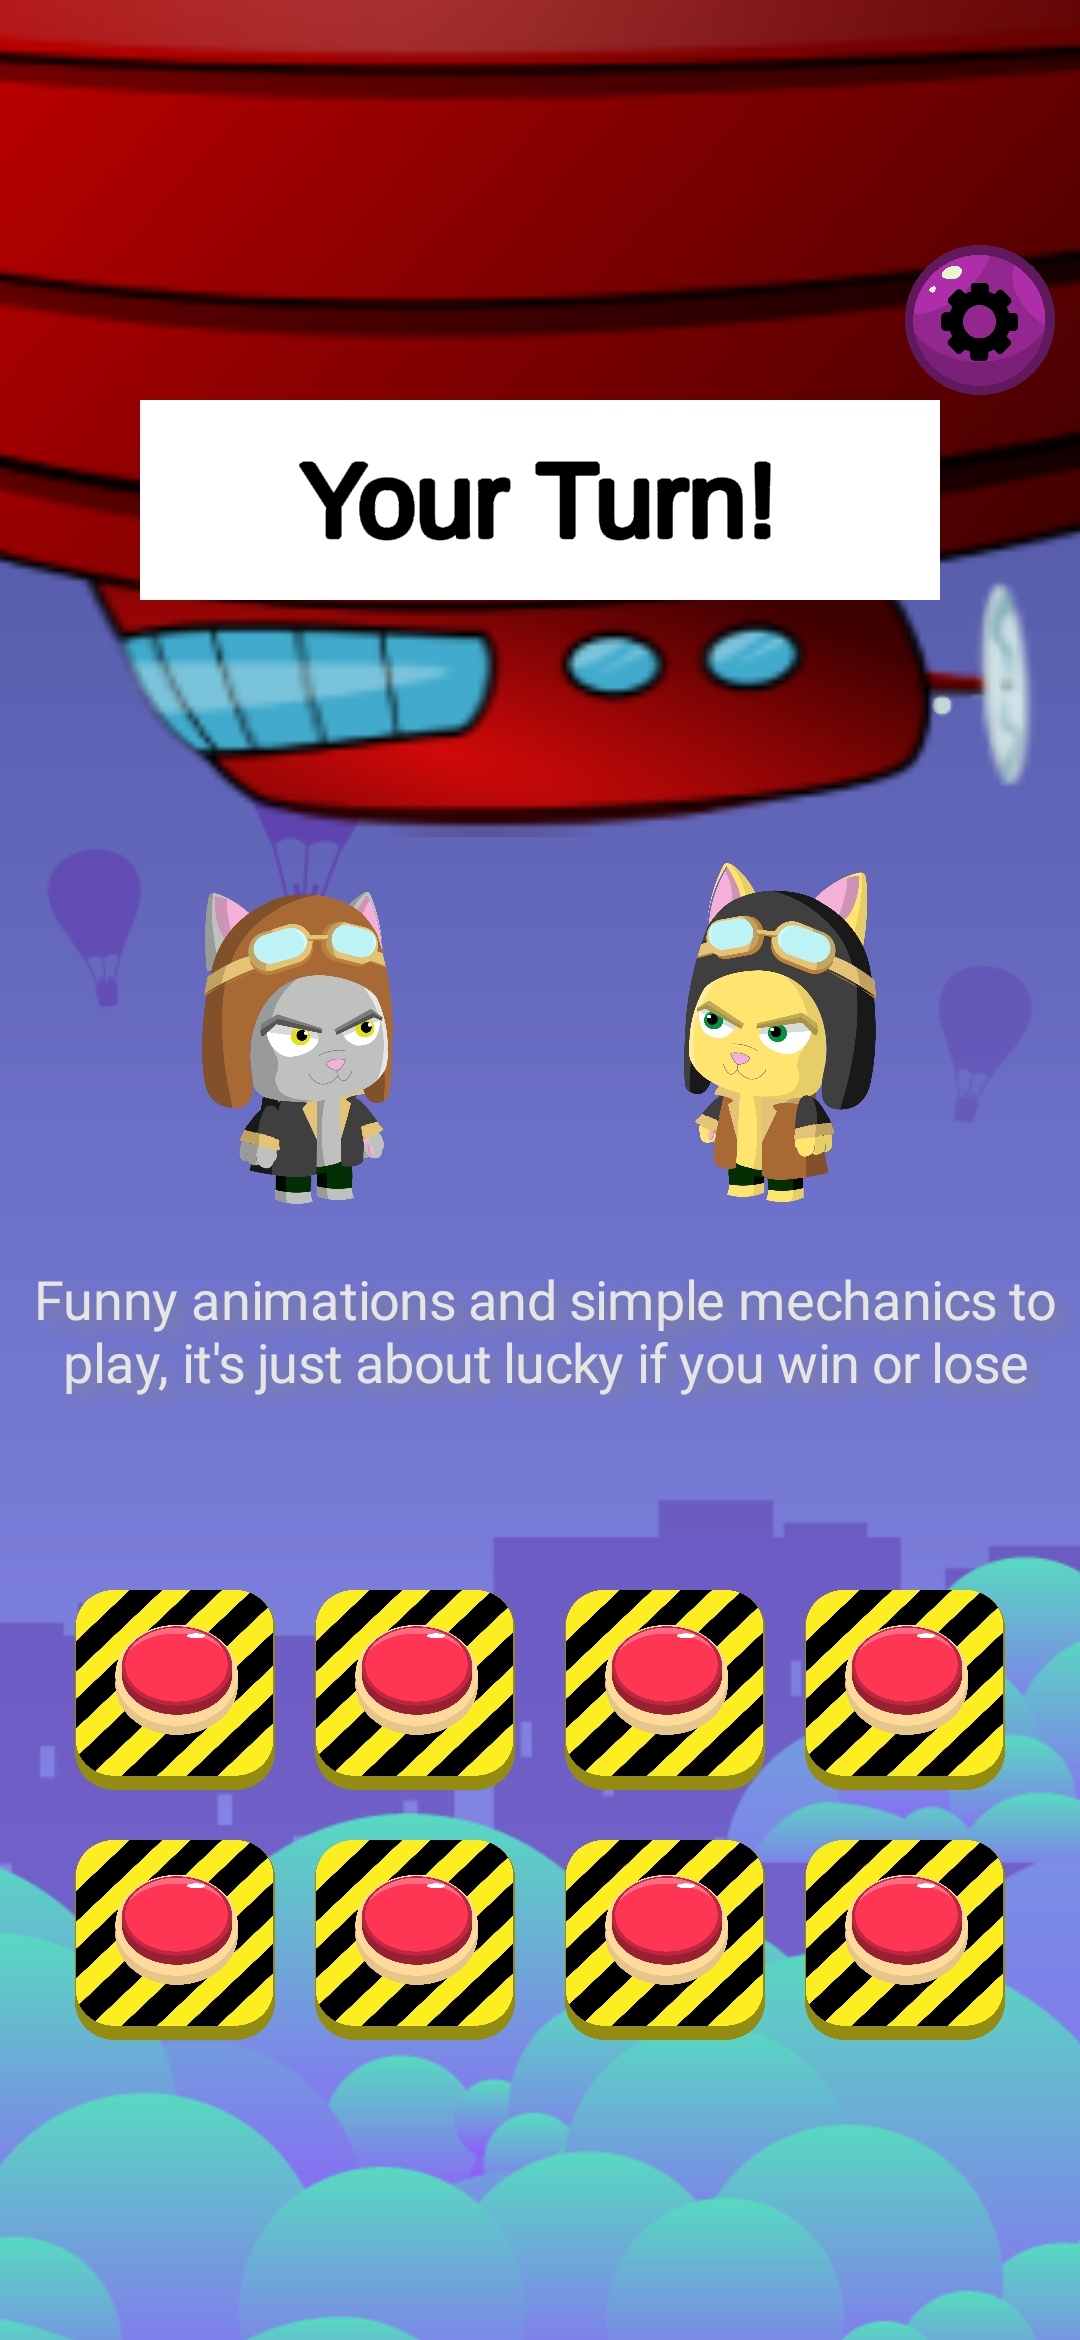 Your Turn!
Funny animations and simple mechanics to
play, it's just about lucky if you win or lose